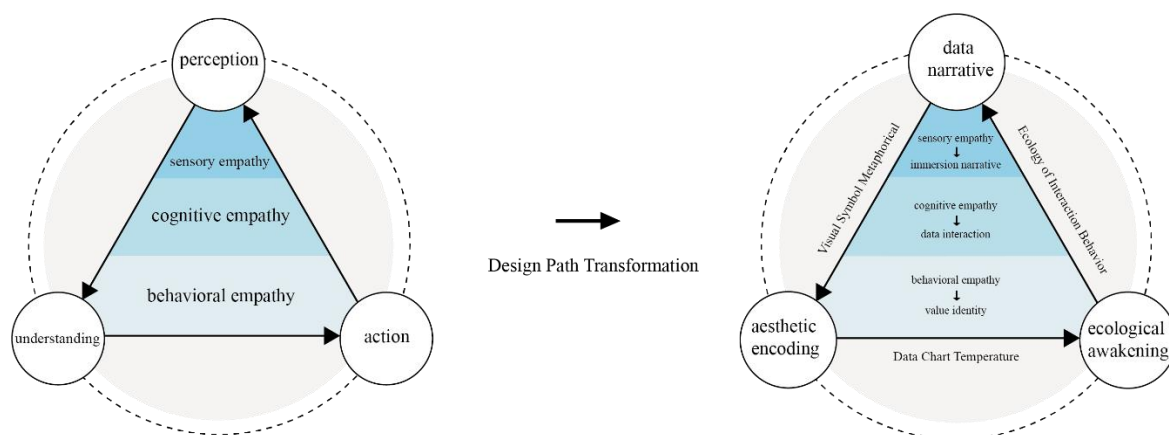 perception
sensory empathy
cognitive empathy
behavioral empathy
understanding
action
Design Path Transformation
data
narrative
Visual Symbol Metaphorical
Ecology of Interaction Behavior
sensory empathy
immersion narrative
cognitive empathy
data interaction
behavioral empathy
value identity
aesthetic
encoding
ecological
awakening
Data Chart Temperature